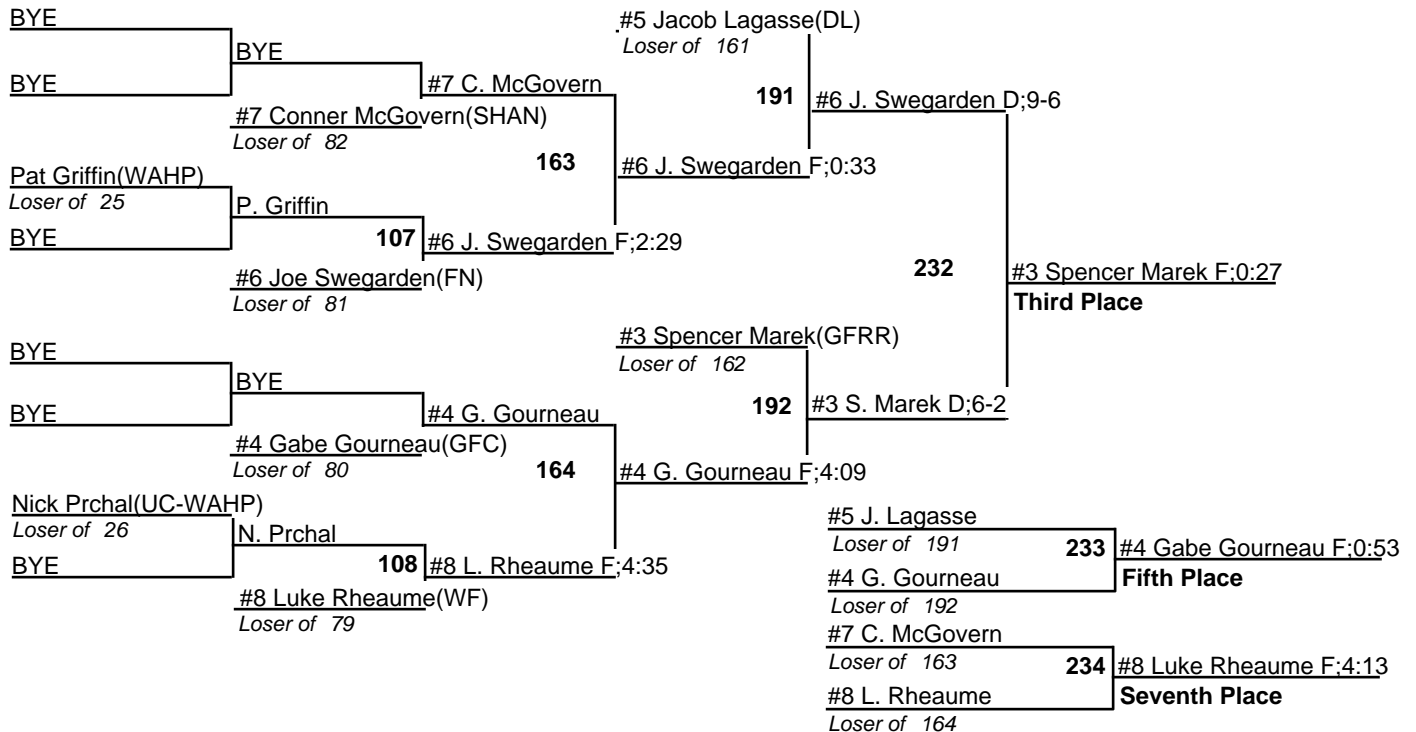 BYE
#5 Jacob Lagasse(DL)
Loser of 161
BYE
BYE
#7 C. McGovern
191
#6 J. Swegarden D;9-6
#7 Conner McGovern(SHAN)
Loser of 82
163
#6 J. Swegarden F;0:33
Pat Griffin(WAHP)
Loser of 25
P. Griffin
BYE
107
#6 J. Swegarden F;2:29
#6 Joe Swegarden(FN)
Loser of 81
232
#3 Spencer Marek F;0:27
Third Place
BYE
#3 Spencer Marek(GFRR)
Loser of 162
BYE
BYE
#4 G. Gourneau
192
#3 S. Marek D;6-2
#4 Gabe Gourneau(GFC)
Loser of 80
164
#4 G. Gourneau F;4:09
Nick Prchal(UC-WAHP)
Loser of 26
N. Prchal
BYE
108
#8 L. Rheaume F;4:35
#8 Luke Rheaume(WF)
Loser of 79
#5 J. Lagasse
Loser of 191
233
#4 Gabe Gourneau F;0:53
#4 G. Gourneau
Fifth Place
Loser of 192
#7 C. McGovern
Loser of 163
234
#8 Luke Rheaume F;4:13
#8 L. Rheaume
Seventh Place
Loser of 164